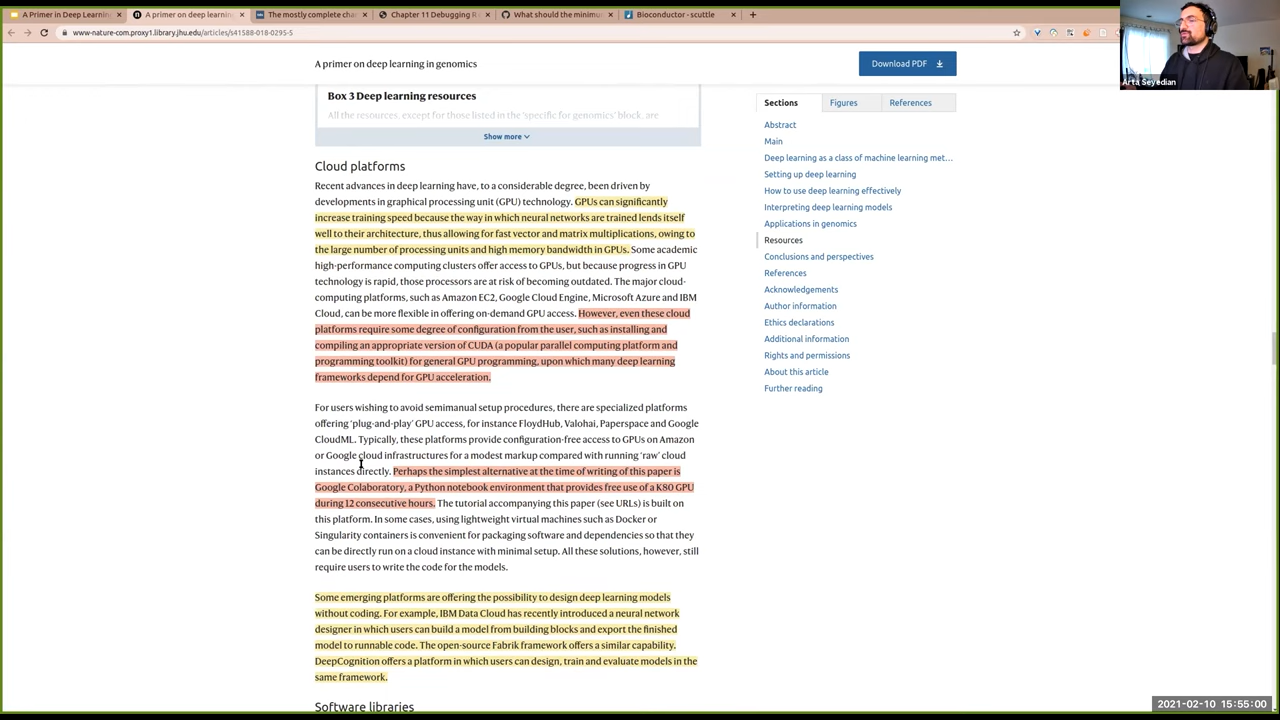 A Primer in Deep Learning
A primer on deep learning
The mostly complete cha
Chapter 11 Debugging R
What should the minimu
Bioconductor - scuttle
www-nature-com.proxy1.library.jhu.edu/articles/s41588-018-0295-5
Arta Seyedian
A primer on deep learning in genomics
Download PDF
Box 3 Deep learning resources
All the resources, except for those listed in the 'specific for genomics' block, are
Show more
Sections
Figures
References
Abstract
Main
Deep learning as a class of machine learning met…
Setting up deep learning
How to use deep learning effectively
Interpreting deep learning models
Applications in genomics
Resources
Conclusions and perspectives
References
Acknowledgements
Author information
Ethics declarations
Additional information
Rights and permissions
About this article
Further reading
Cloud platforms
Recent advances in deep learning have, to a considerable degree, been driven by
developments in graphical processing unit (GPU) technology. GPUs can significantly
increase training speed because the way in which neural networks are trained lends itself
well to their architecture, thus allowing for fast vector and matrix multiplications, owing to
the large number of processing units and high memory bandwidth in GPUs. Some academic
high-performance computing clusters offer access to GPUs, but because progress in GPU
technology is rapid, those processors are at risk of becoming outdated. The major cloud-
computing platforms, such as Amazon EC2, Google Cloud Engine, Microsoft Azure and IBM
Cloud, can be more flexible in offering on-demand GPU access. However, even these cloud
platforms require some degree of configuration from the user, such as installing and
compiling an appropriate version of CUDA (a popular parallel computing platform and
programming toolkit) for general GPU programming, upon which many deep learning
frameworks depend for GPU acceleration.
For users wishing to avoid semimanual setup procedures, there are specialized platforms
offering 'plug-and-play' GPU access, for instance FloydHub, Valohai, Paperspace and Google
CloudML. Typically, these platforms provide configuration-free access to GPUs on Amazon
or Google cloud infrastructures for a modest markup compared with running 'raw' cloud
instances directly. Perhaps the simplest alternative at the time of writing of this paper is
Google Colaboratory, a Python notebook environment that provides free use of a K80 GPU
during 12 consecutive hours. The tutorial accompanying this paper (see URLs) is built on
this platform. In some cases, using lightweight virtual machines such as Docker or
Singularity containers is convenient for packaging software and dependencies so that they
can be directly run on a cloud instance with minimal setup. All these solutions, however, still
require users to write the code for the models.
Some emerging platforms are offering the possibility to design deep learning models
without coding. For example, IBM Data Cloud has recently introduced a neural network
designer in which users can build a model from building blocks and export the finished
model to runnable code. The open-source Fabrik framework offers a similar capability.
DeepCognition offers a platform in which users can design, train and evaluate models in the
same framework.
Software libraries
2021-02-10 15:55:00